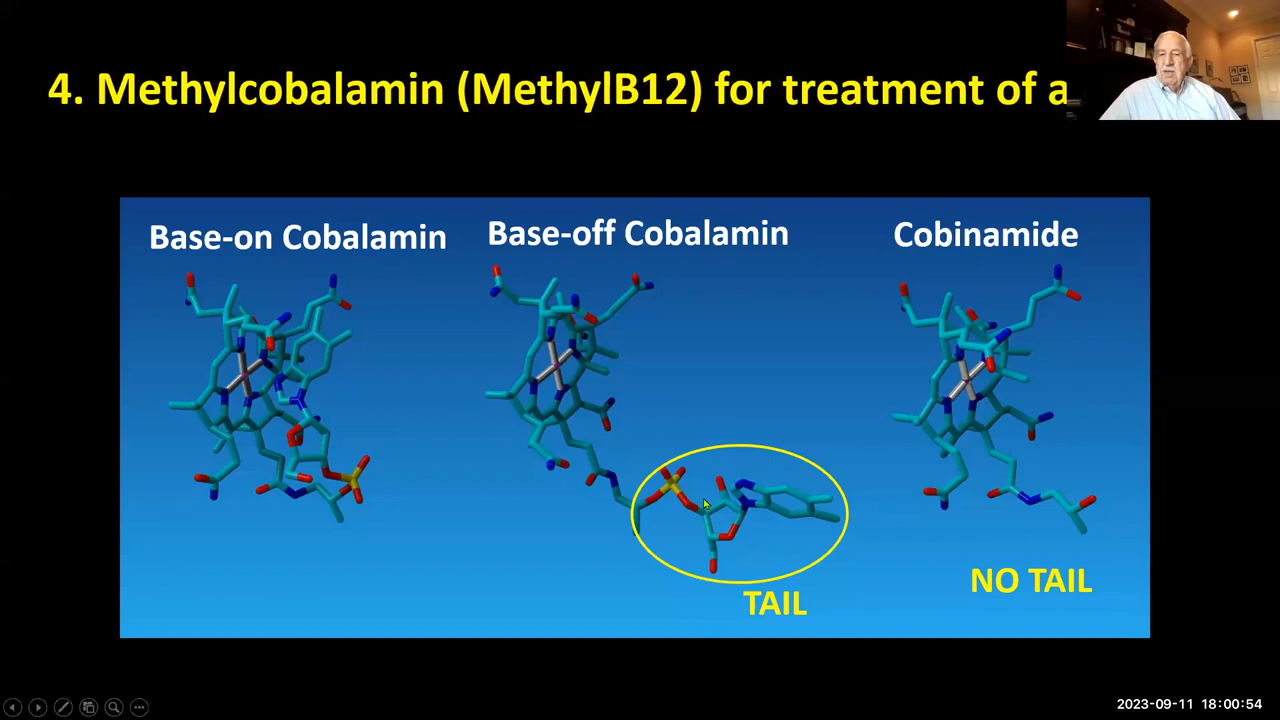 4. Methylcobalamin (MethylB12) for treatment of a
Base-on Cobalamin
Base-off Cobalamin
Cobinamide
NO TAIL
TAIL
2023-09-11 18:00:54